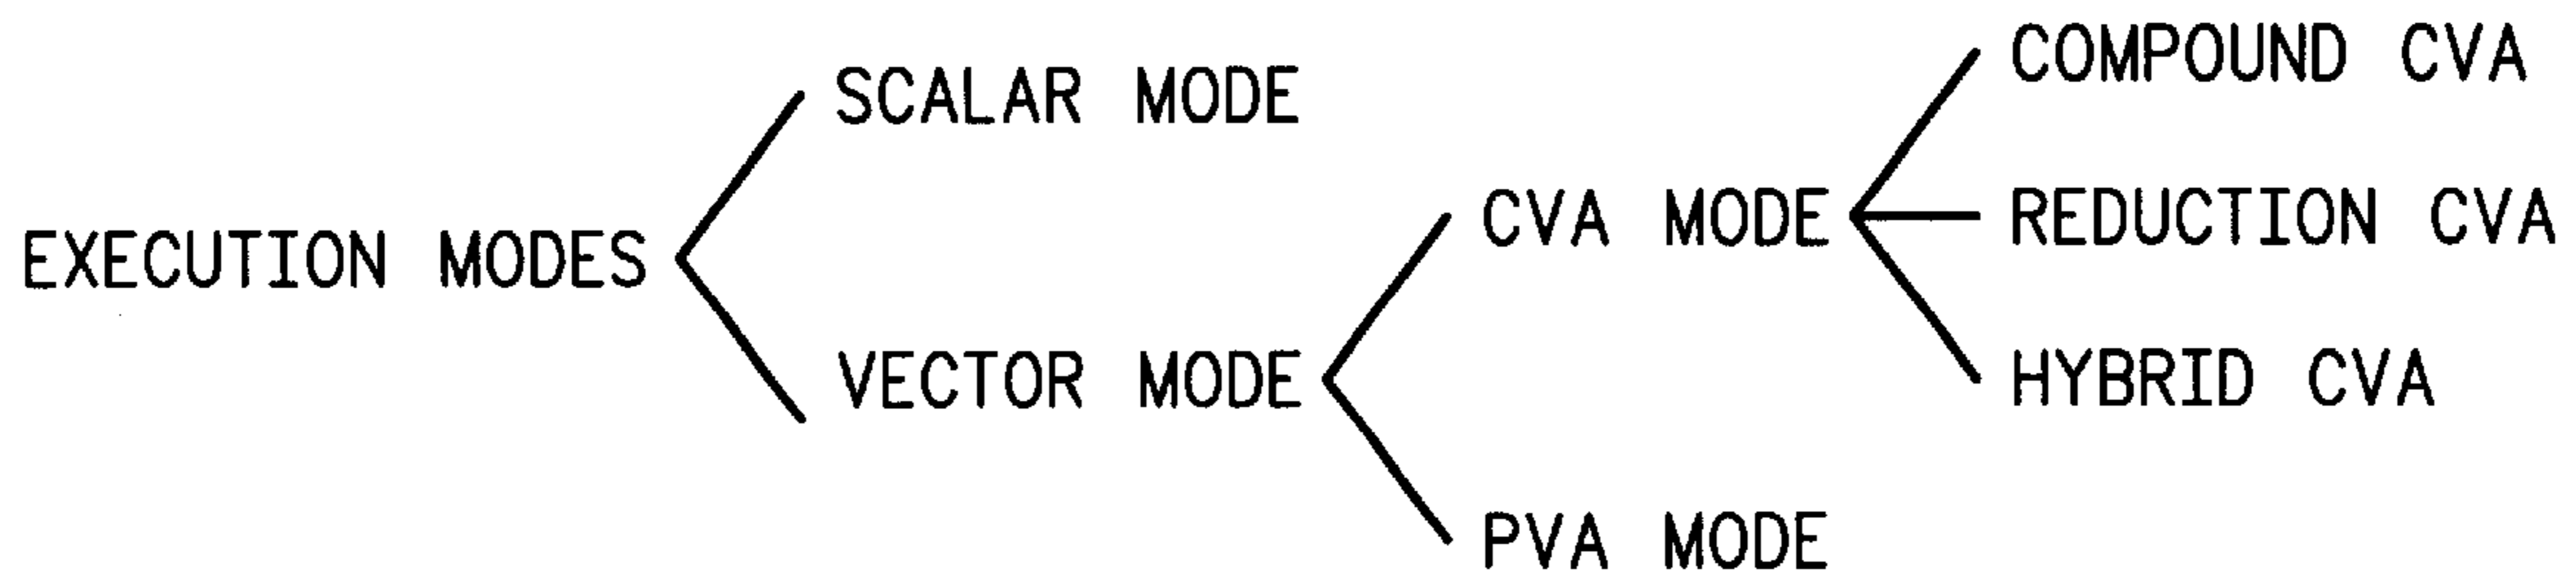 EXECUTION MODES
SCALAR MODE
VECTOR MODE
CVA MODE
PVA MODE
COMPOUND CVA
REDUCTION CVA
HYBRID CVA